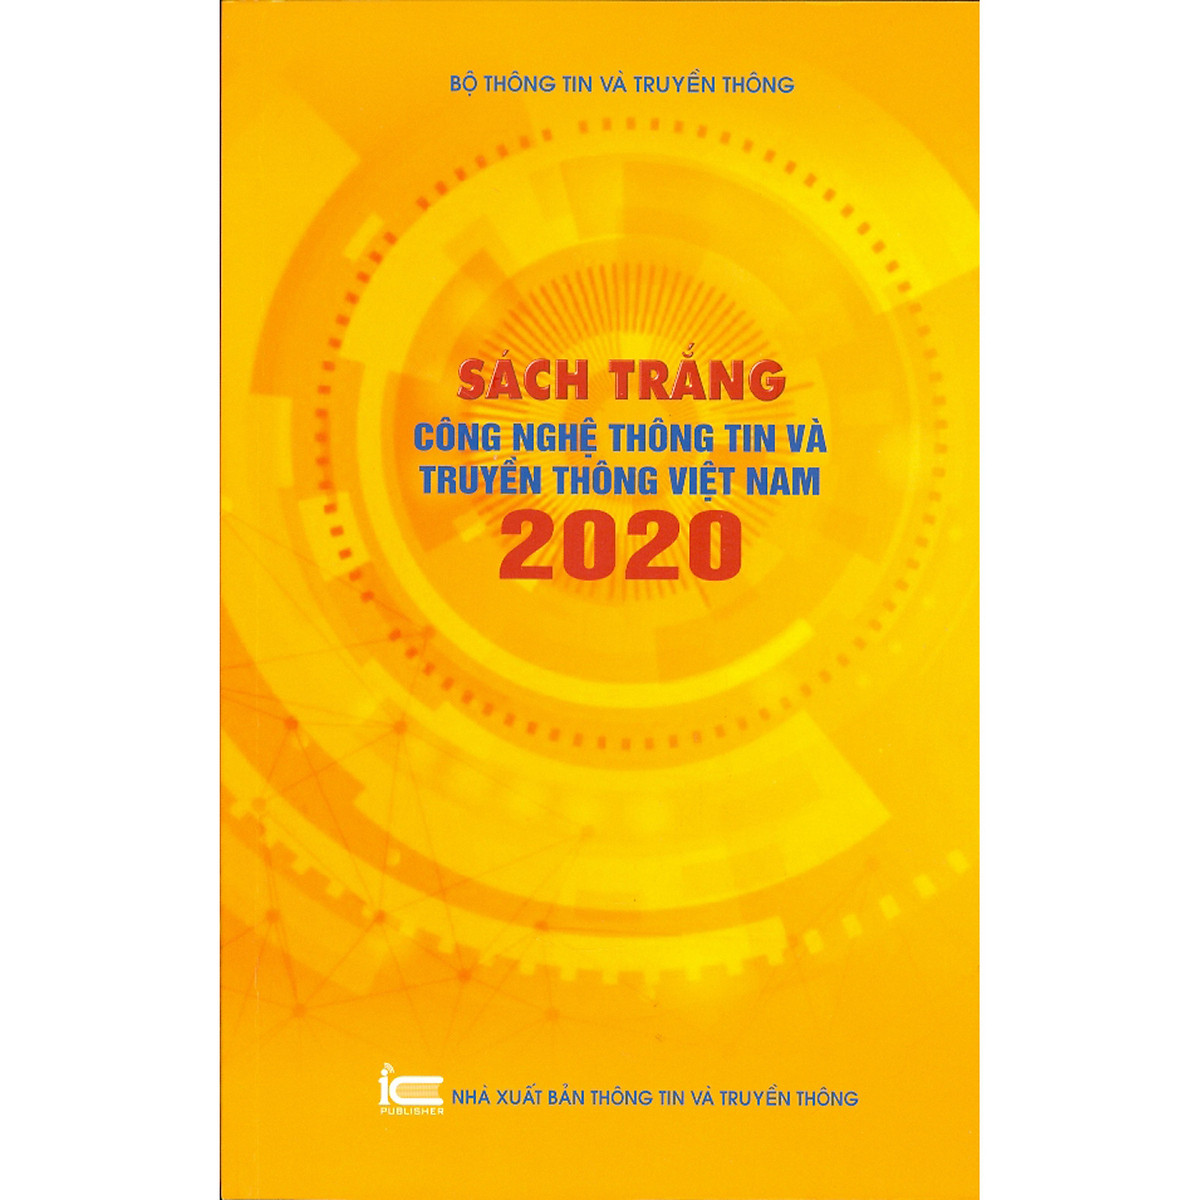 BỘ THÔNG TIN VÀ TRUYỀN THÔNG
SÁCH TRẮNG
CÔNG NGHỆ THÔNG TIN VÀ
TRUYỀN THÔNG VIỆT NAM
2020
iC
PUBLISHER
NHÀ XUẤT BẢN THÔNG TIN VÀ TRUYỀN THÔNG